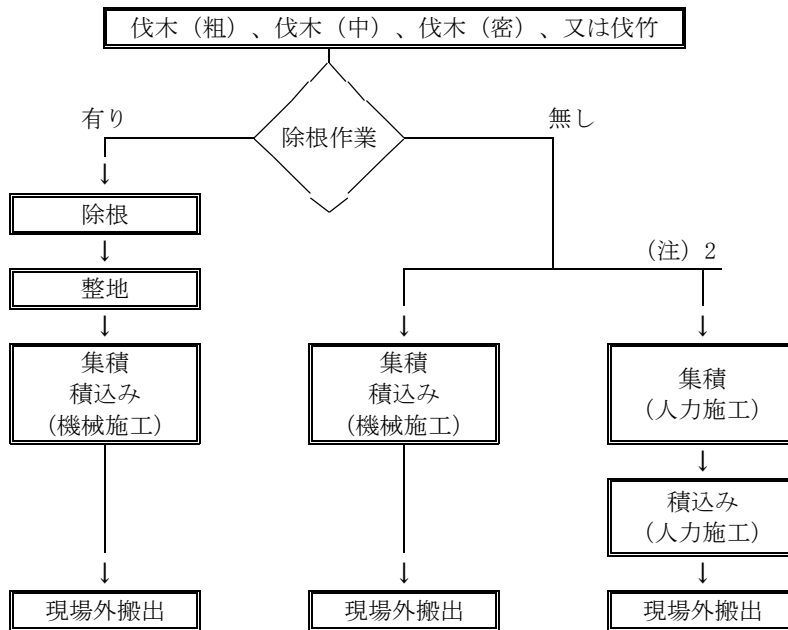 伐木（粗）、伐木（中）、伐木（密）、又は伐竹
有り
除根作業
無し
↓
除根
↓
整地
（注）2
↓
↓
↓
集積
積込み
（機械施工）
集積
積込み
（機械施工）
集積
（人力施工）
↓
積込み
（人力施工）
↓
↓
↓
現場外搬出
現場外搬出
現場外搬出